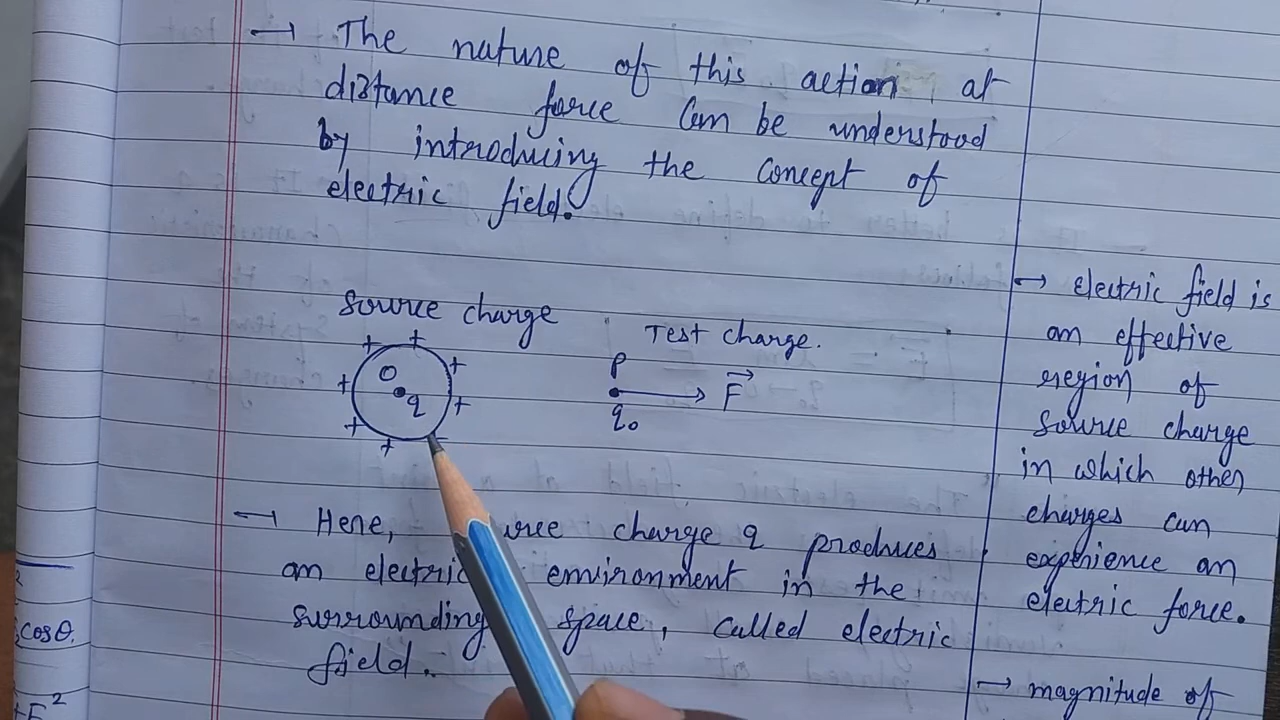 → The nature of this action at
distance force can be understood
by introducing the concept of
electric field.
Source charge
Test charge.
O
q
P
q₀
F⃗
→ Here, charge q produces
an electric environment in the
surrounding space, called electric
field.
→ electric field is
an effective
region of
source charge
in which other
charges can
experience an
electric force.
→ magnitude of
cosθ.